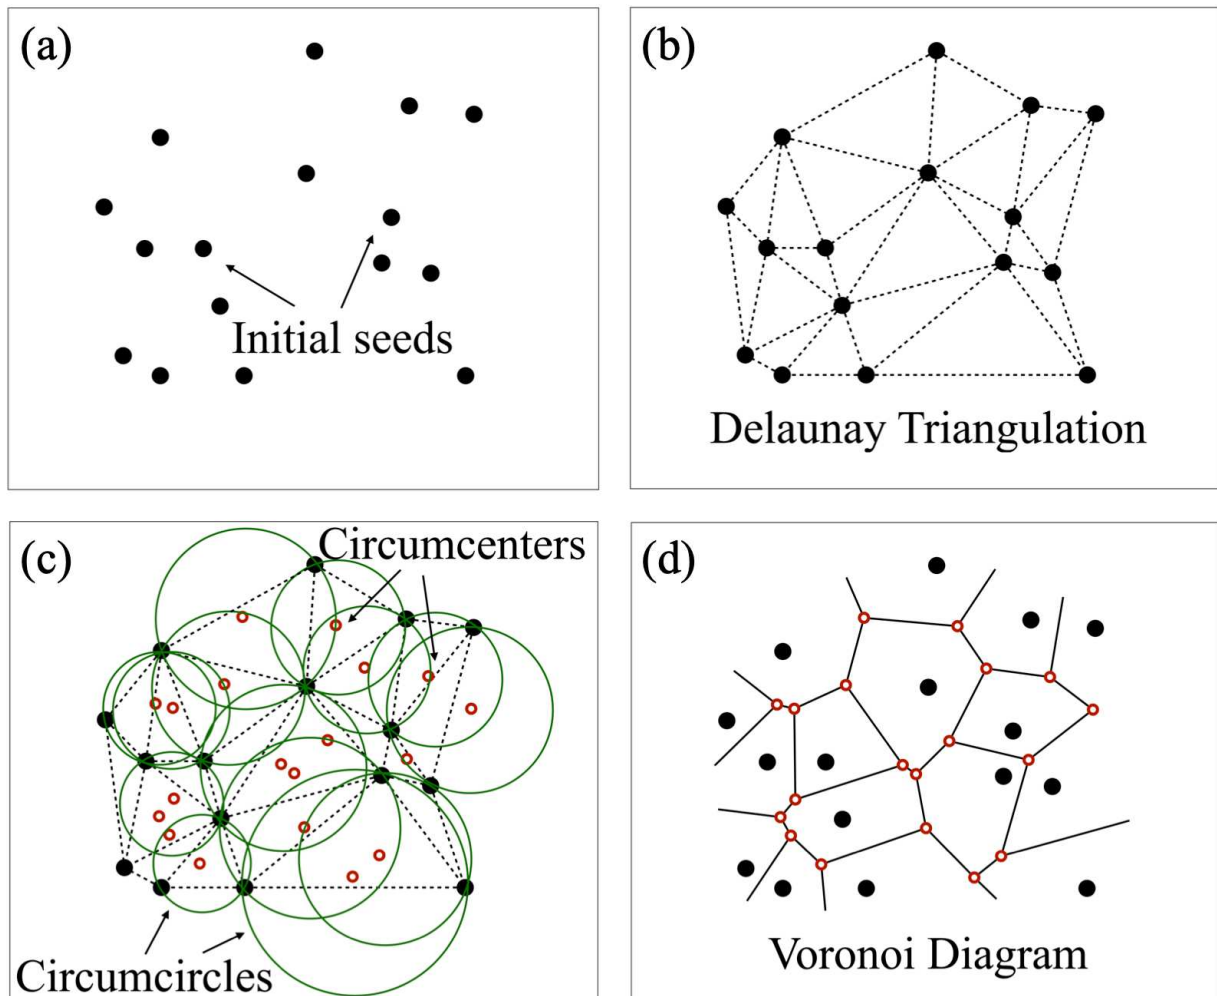 (a)
Initial seeds
(b)
Delaunay Triangulation
(c)
Circumcenters
Circumcircles
(d)
Voronoi Diagram